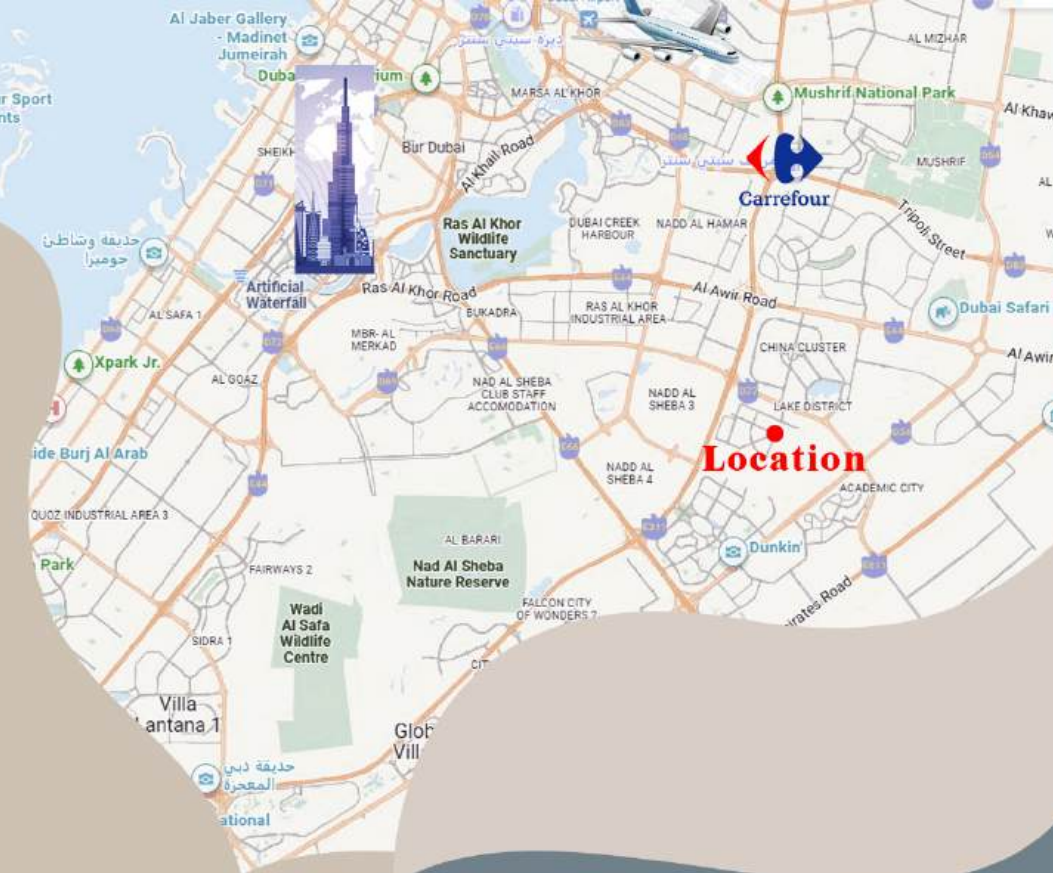 Al Jaber Gallery
- Madinet
Jumeirah
ديرة سيتي سنتر
AL MIZHAR
Duba
ium
MARSA AL KHOR
Mushrif National Park
r Sport
nts
Al Khaw
SHEIKH
Bur Dubai
Al Khail Road
MUSHRIF
Carrefour
Tripoli Street
حديقة وشاطئ
جوميرا
Ras Al Khor
Wildlife
Sanctuary
DUBAI CREEK
HARBOUR
NADD AL HAMAR
Artificial
Waterfall
Ras Al Khor Road
Al Awir Road
AL SAFA 1
BUKADRA
RAS AL KHOR
INDUSTRIAL AREA
Dubai Safari
MBR- AL
MERKAD
CHINA CLUSTER
Al Awir
Xpark Jr.
AL GOAZ
NAD AL SHEBA
CLUB STAFF
ACCOMODATION
NADD AL
SHEBA 3
LAKE DISTRICT
Location
side Burj Al Arab
NADD AL
SHEBA 4
ACADEMIC CITY
QUOZ INDUSTRIAL AREA 3
AL BARARI
Dunkin'
Park
FAIRWAYS 2
Nad Al Sheba
Nature Reserve
irates Road
Wadi
Al Safa
Wildlife
Centre
FALCON CITY
OF WONDERS 2
SIDRA 1
CIT
Villa
Lantana 1
Glob
Vill
حديقة دبي
المعجزة
ational